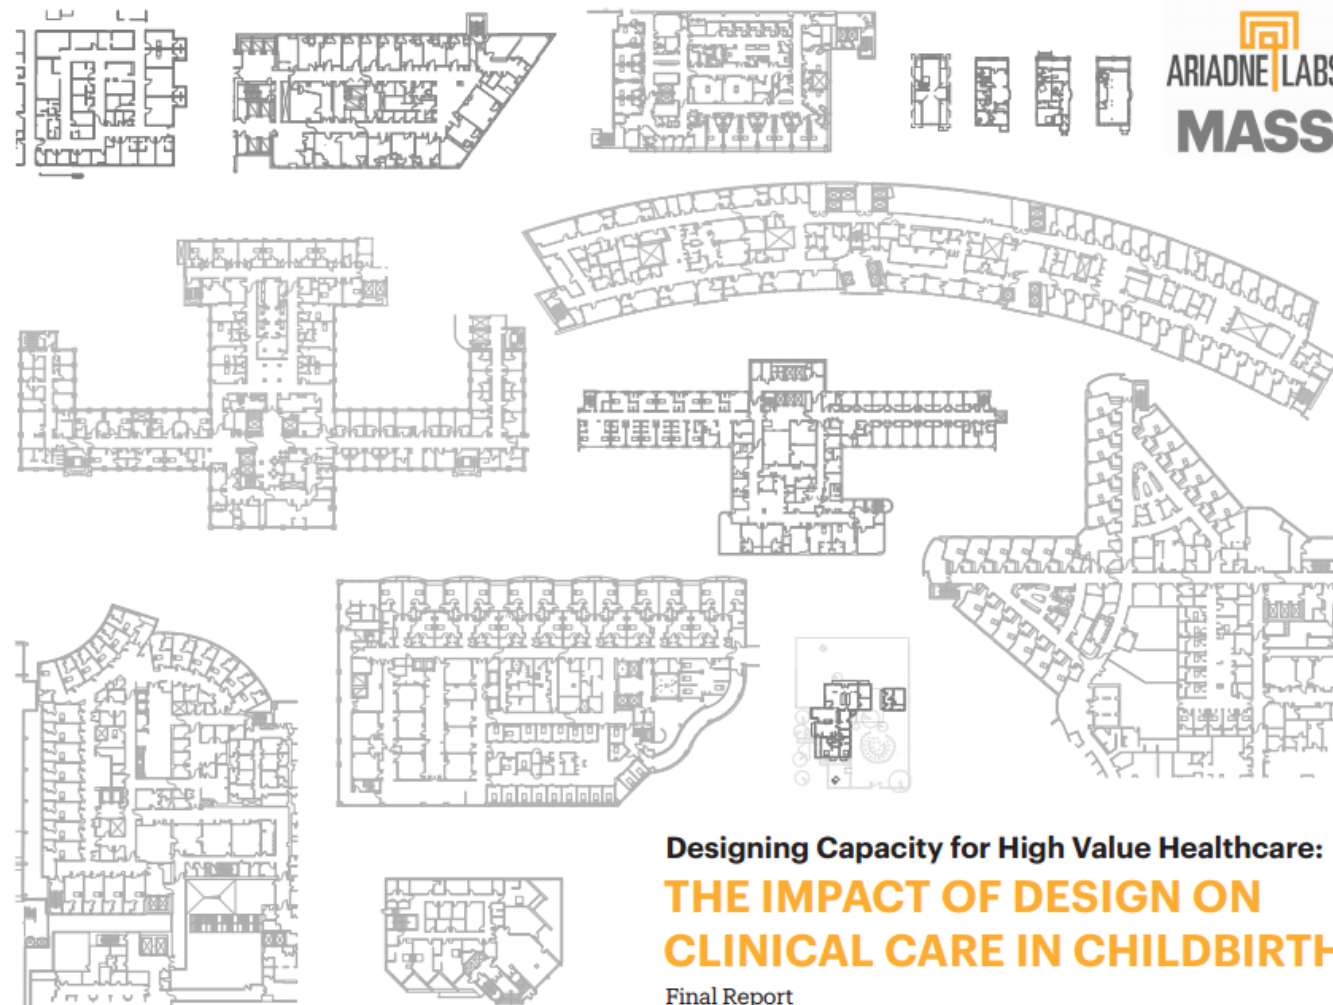 ARIADNE LABS
MASS
Designing Capacity for High Value Healthcare:
THE IMPACT OF DESIGN ON
CLINICAL CARE IN CHILDBIRTH
Final Report